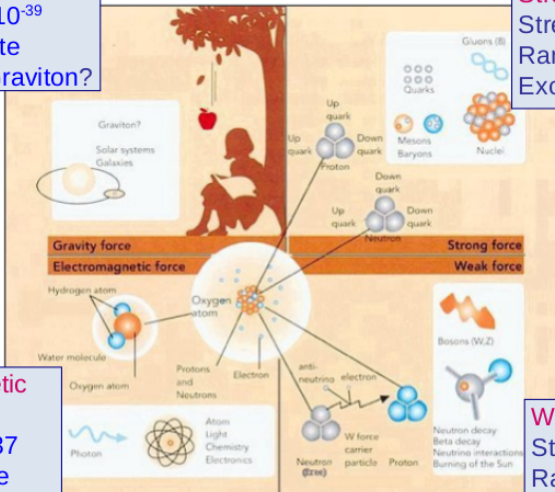 10-39
te
raviton?
Stre
Ran
Exc
Gluons (8)
Quarks
Mesons
Baryons
Nuclei
Graviton?
Solar systems
Galaxies
Up
quark
Up
quark
Down
quark
Proton
Down
quark
Up
quark
Down
quark
Neutron
Gravity force
Strong force
Electromagnetic force
Weak force
Hydrogen atom
Oxygen
atom
Water molecule
Oxygen atom
Protons
and
Neutrons
Electron
anti-
neutrino
electron
Bosons (W,Z)
Photon
Atom
Light
Chemistry
Electronics
Neutron
(free)
W force
carrier
particle
Proton
Neutron decay
Beta decay
Neutrino interactions
Burning of the Sun
etic
37
e
W
St
Ra